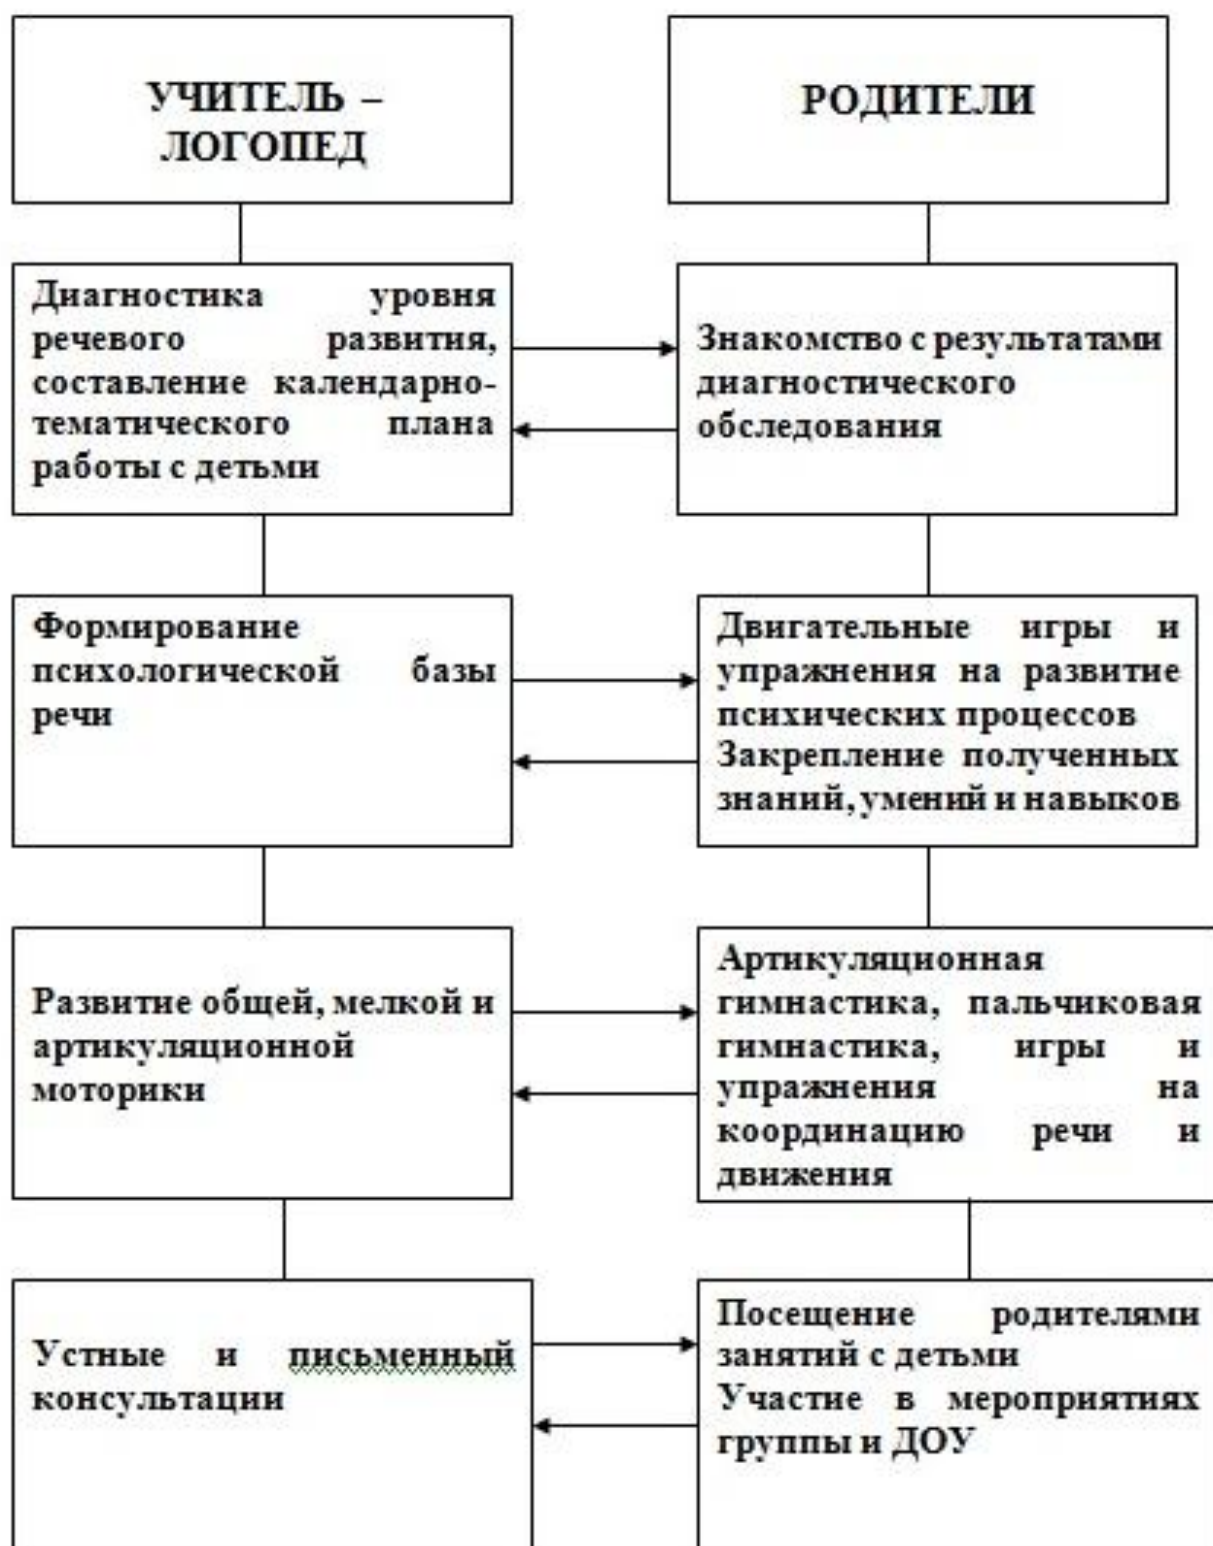 УЧИТЕЛЬ –
ЛОГОПЕД
РОДИТЕЛИ
Диагностика уровня
речевого развития,
составление календарно-
тематического плана
работы с детьми
Знакомство с результатами
диагностического
обследования
Формирование
психологической базы
речи
Двигательные игры и
упражнения на развитие
психических процессов
Закрепление полученных
знаний, умений и навыков
Развитие общей, мелкой и
артикуляционной
моторики
Артикуляционная
гимнастика, пальчиковая
гимнастика, игры и
упражнения на
координацию речи и
движения
Устные и письменный
консультации
Посещение родителями
занятий с детьми
Участие в мероприятиях
группы и ДОУ